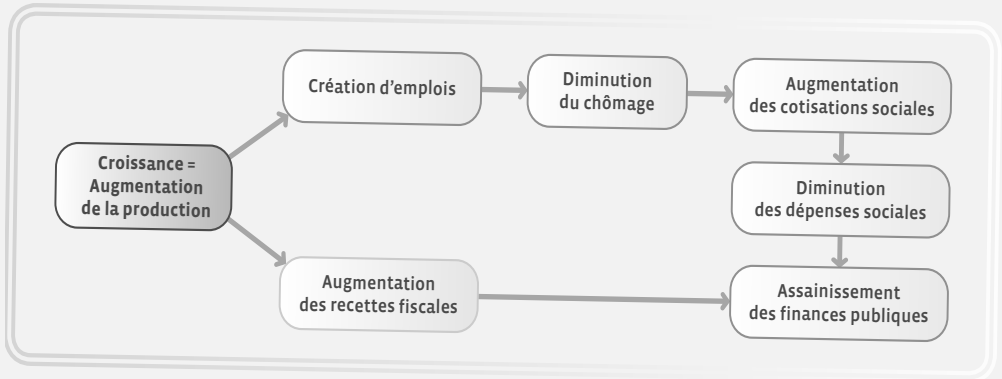 Création d'emplois
Diminution
du chômage
Augmentation
des cotisations sociales
Croissance =
Augmentation
de la production
Diminution
des dépenses sociales
Augmentation
des recettes fiscales
Assainissement
des finances publiques